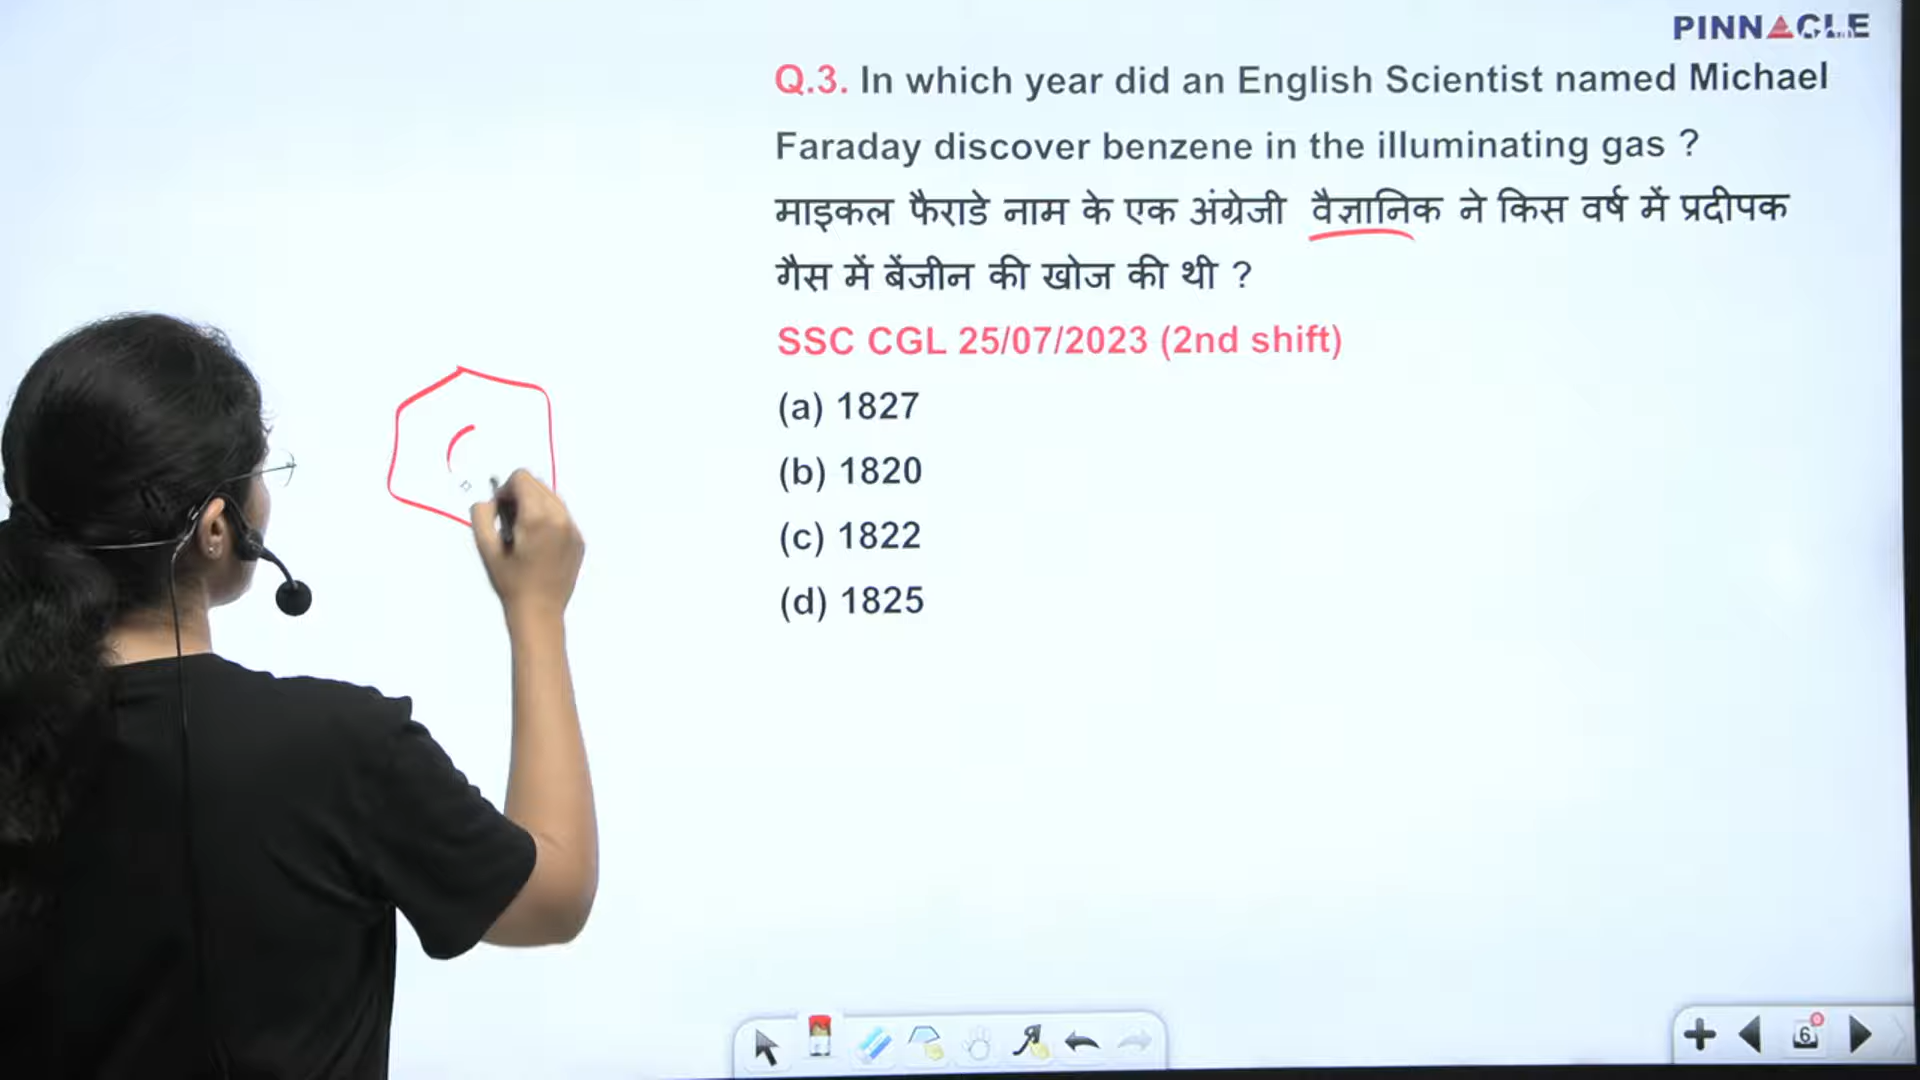 PINNACLE
Q.3. In which year did an English Scientist named Michael
Faraday discover benzene in the illuminating gas ?
माइकल फैराडे नाम के एक अंग्रेजी वैज्ञानिक ने किस वर्ष में प्रदीपक
गैस में बेंजीन की खोज की थी ?
SSC CGL 25/07/2023 (2nd shift)
(a) 1827
(b) 1820
(c) 1822
(d) 1825
6